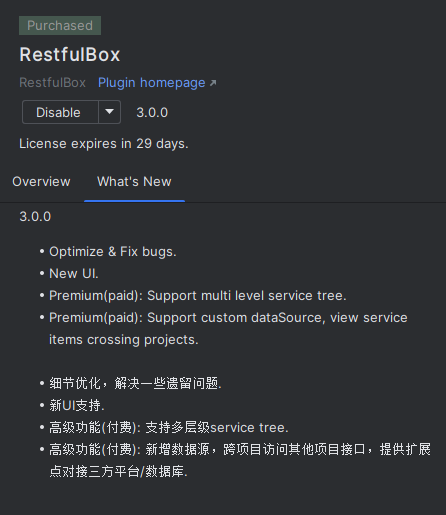 Purchased
RestfulBox
RestfulBox Plugin homepage ↗
Disable 3.0.0
License expires in 29 days.
Overview What's New
3.0.0
• Optimize & Fix bugs.
• New UI.
• Premium(paid): Support multi level service tree.
• Premium(paid): Support custom dataSource, view service
items crossing projects.
• 细节优化，解决一些遗留问题.
• 新UI支持.
• 高级功能(付费): 支持多层级service tree.
• 高级功能(付费): 新增数据源，跨项目访问其他项目接口，提供扩展
点对接三方平台/数据库.